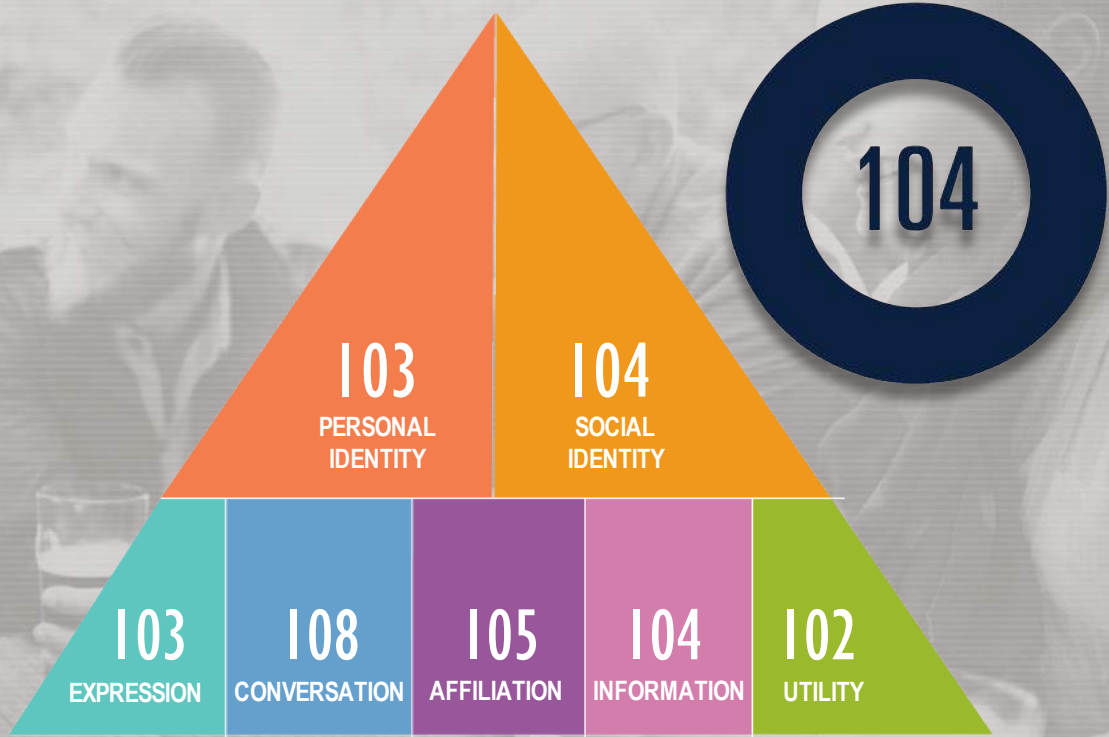 104
103
PERSONAL
IDENTITY
104
SOCIAL
IDENTITY
103
EXPRESSION
108
CONVERSATION
105
AFFILIATION
104
INFORMATION
102
UTILITY